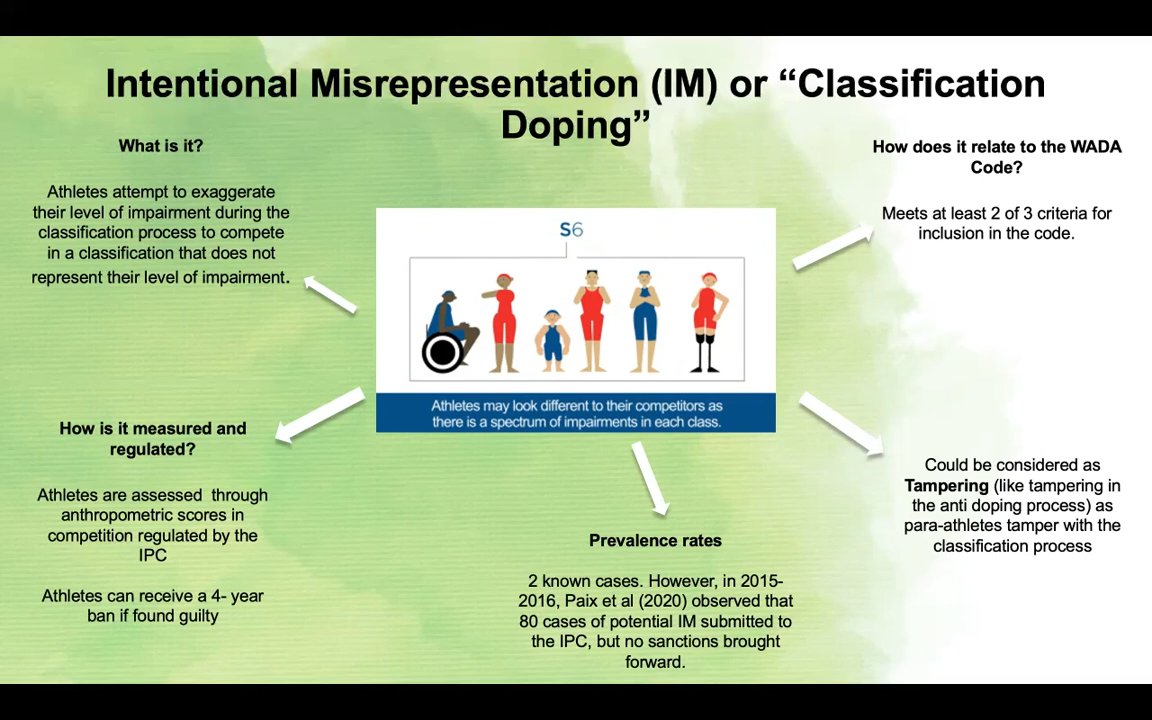 Intentional Misrepresentation (IM) or “Classification
Doping”
What is it?
Athletes attempt to exaggerate
their level of impairment during the
classification process to compete
in a classification that does not
represent their level of impairment.
How is it measured and
regulated?
Athletes are assessed through
anthropometric scores in
competition regulated by the
IPC
Athletes can receive a 4- year
ban if found guilty
S6
Athletes may look different to their competitors as
there is a spectrum of impairments in each class.
Prevalence rates
2 known cases. However, in 2015-
2016, Paix et al (2020) observed that
80 cases of potential IM submitted to
the IPC, but no sanctions brought
forward.
How does it relate to the WADA
Code?
Meets at least 2 of 3 criteria for
inclusion in the code.
Could be considered as
Tampering (like tampering in
the anti doping process) as
para-athletes tamper with the
classification process